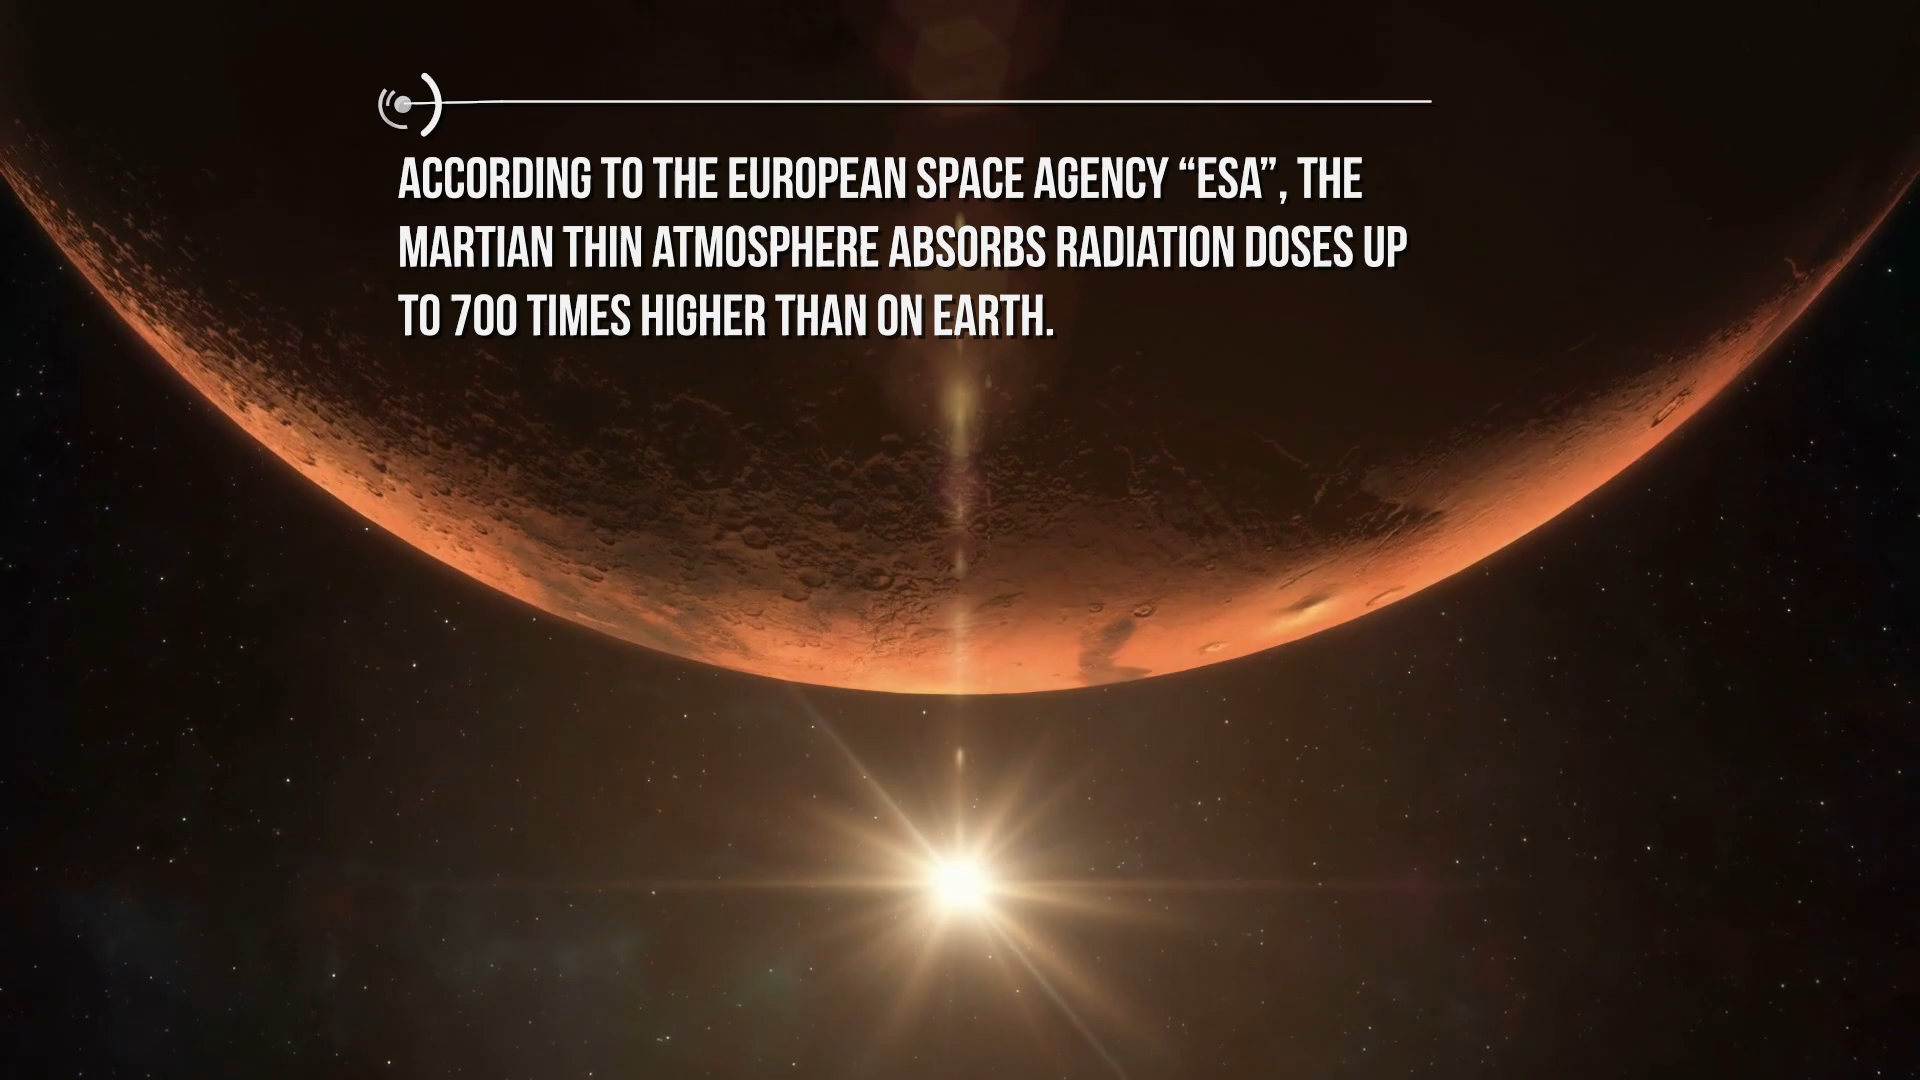 ACCORDING TO THE EUROPEAN SPACE AGENCY “ESA”, THE
MARTIAN THIN ATMOSPHERE ABSORBS RADIATION DOSES UP
TO 700 TIMES HIGHER THAN ON EARTH.